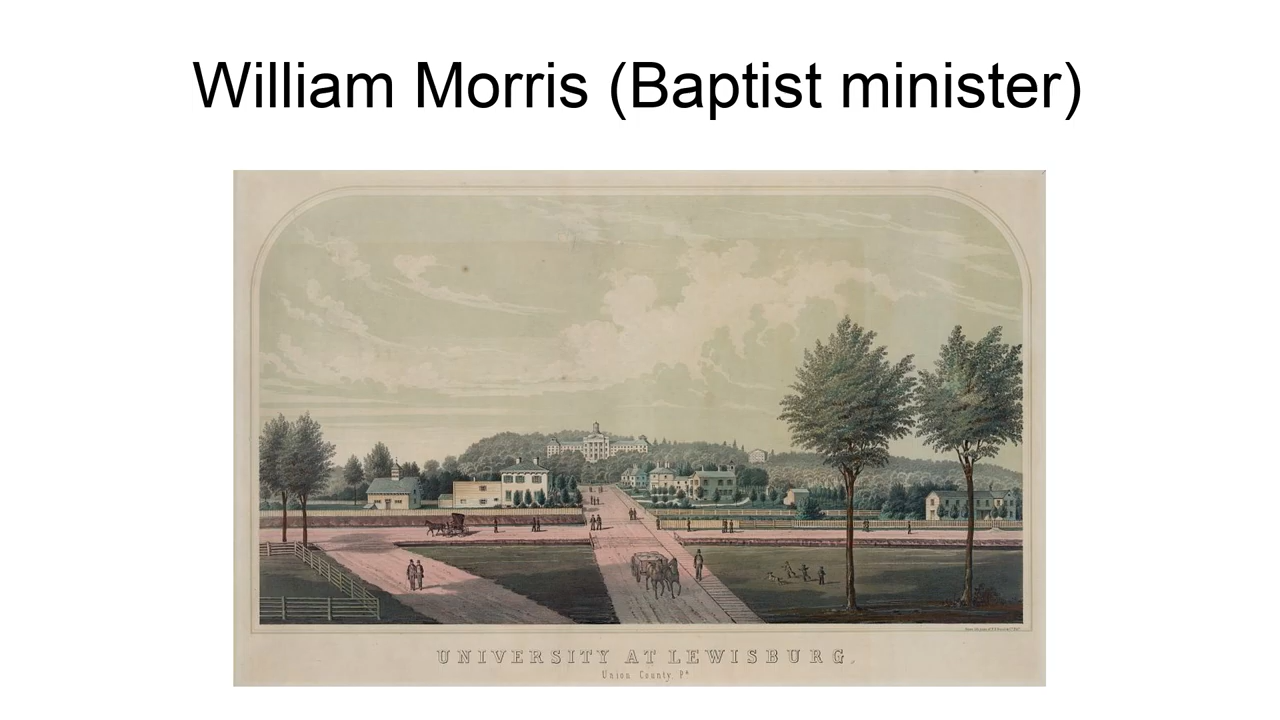 William Morris (Baptist minister)
UNIVERSITY AT LEWISBURG,
Union County, Pª